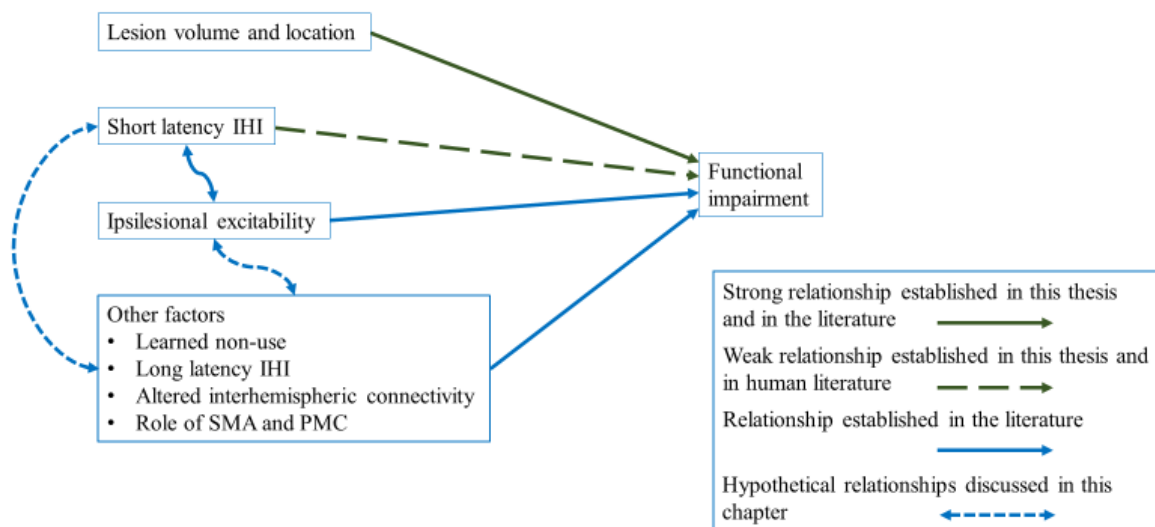 Lesion volume and location
Short latency IHI
Ipsilesional excitability
Other factors
• Learned non-use
• Long latency IHI
• Altered interhemispheric connectivity
• Role of SMA and PMC
Functional
impairment
Strong relationship established in this thesis
and in the literature
Weak relationship established in this thesis and
in human literature
Relationship established in the literature
Hypothetical relationships discussed in this
chapter